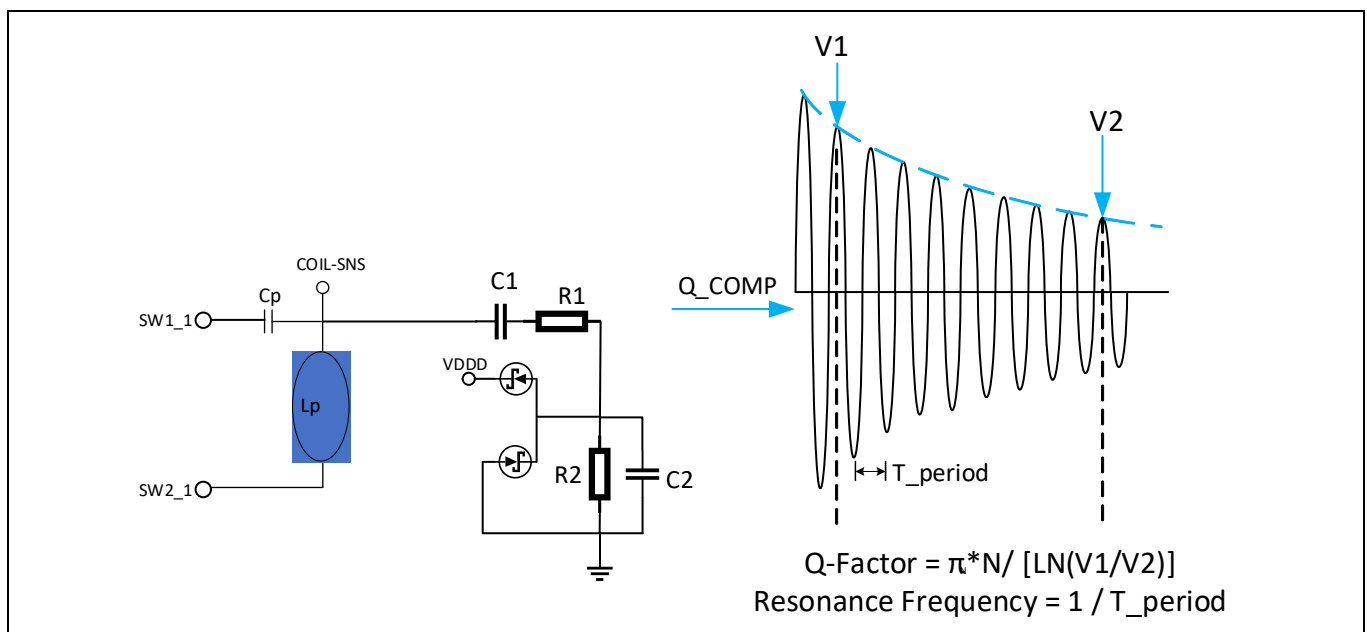 V1
V2
COIL-SNS
Cp
C1
R1
SW1_1
Q_COMP
VDDD
Lp
R2
C2
T_period
SW2_1
Q-Factor = π*N/ [LN(V1/V2)]
Resonance Frequency = 1 / T_period